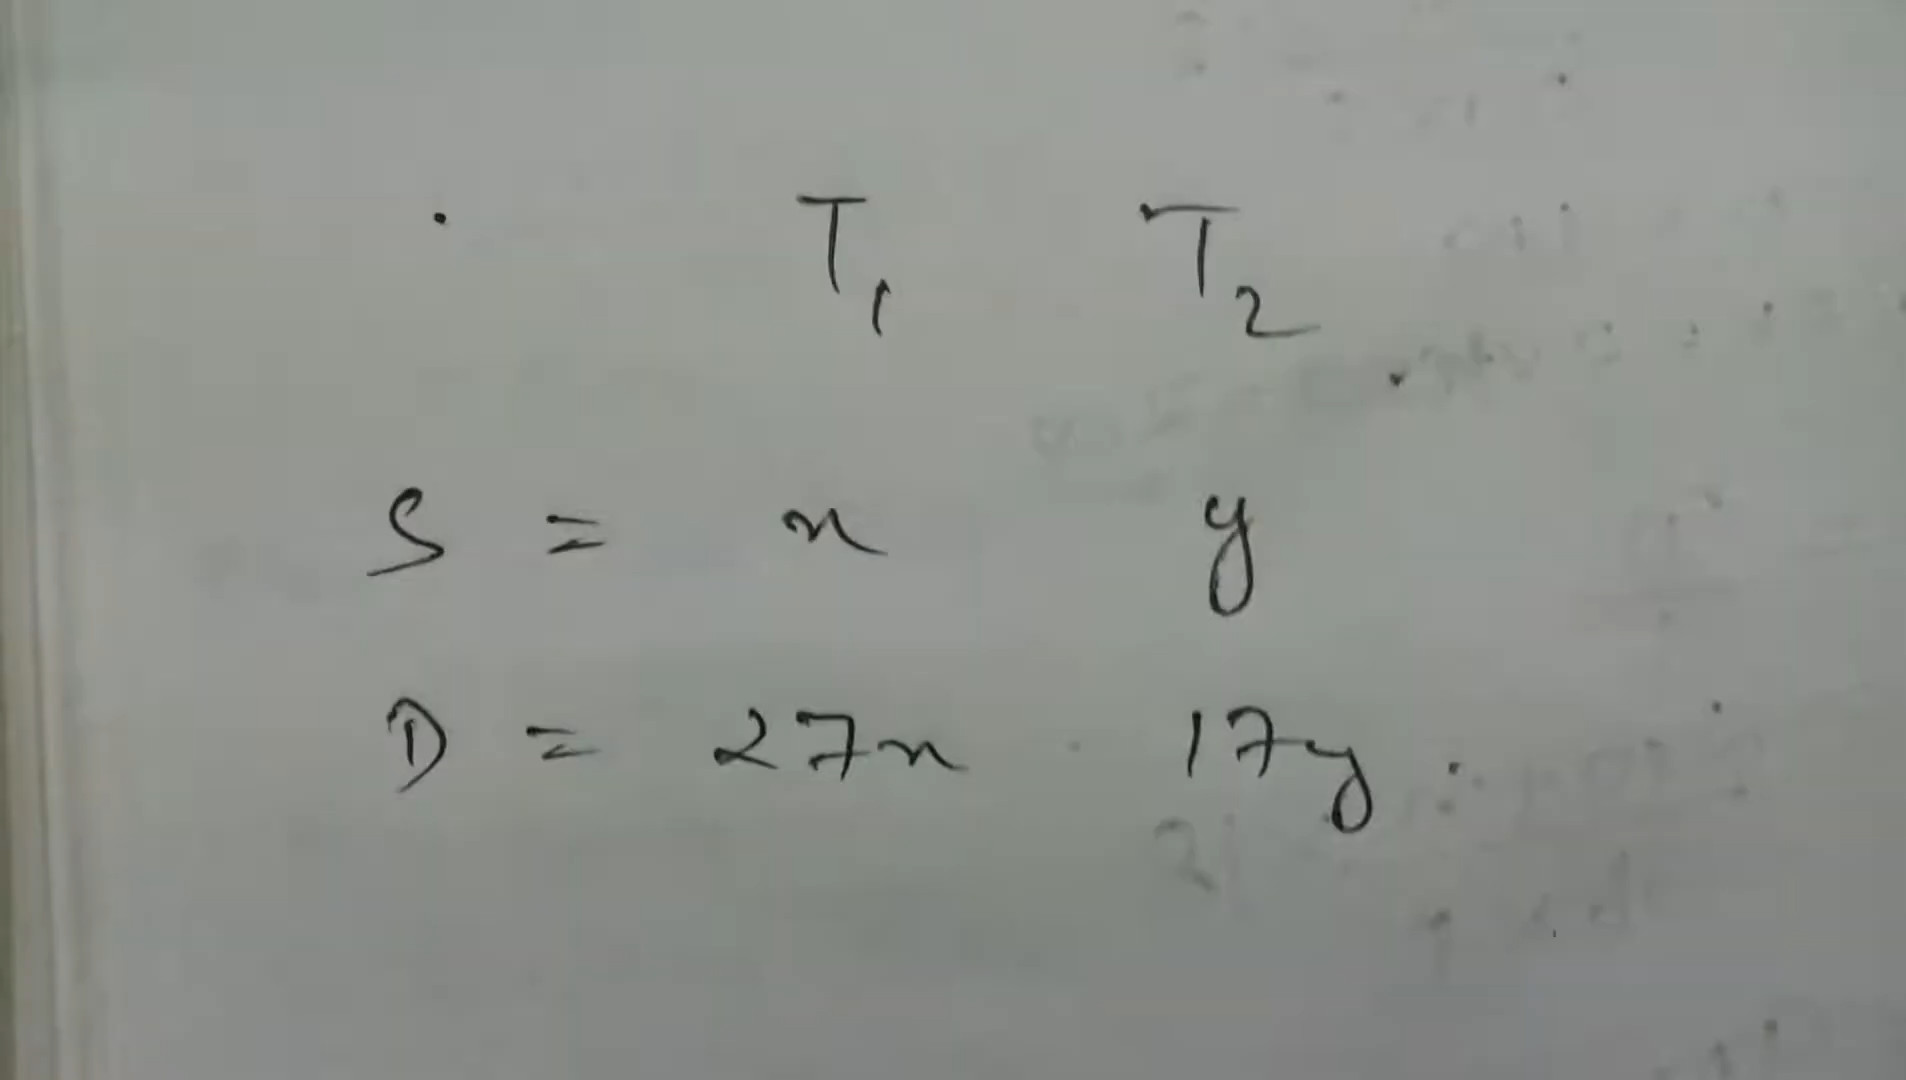 T₁ T₂
S = x y
D = 27x 17y.